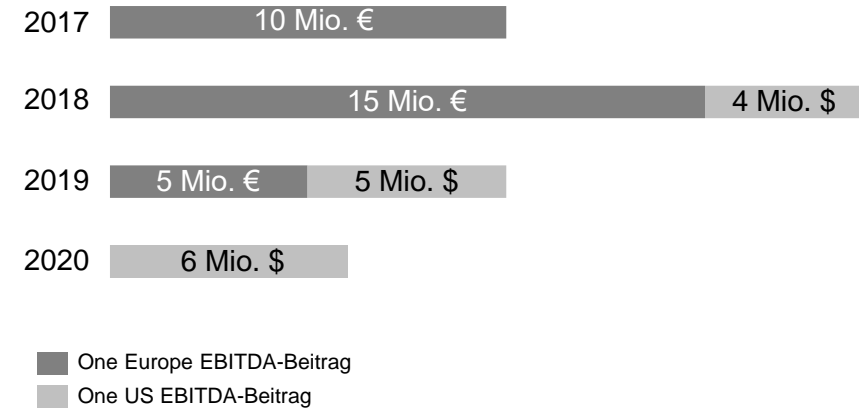 2017 10 Mio. €
2018 15 Mio. € 4 Mio. $
2019 5 Mio. € 5 Mio. $
2020 6 Mio. $
One Europe EBITDA-Beitrag
One US EBITDA-Beitrag